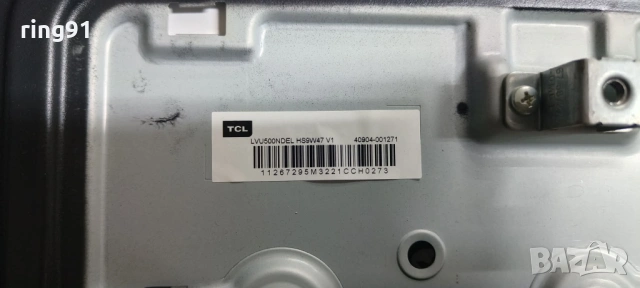 ring91
TCL
LVU500NDEL HS9W47 V1 40904-001271
11267295M3221CCH0273
BAZAR